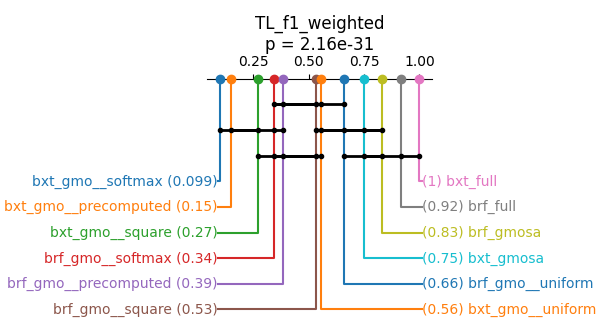 TL_f1_weighted
p = 2.16e-31
0.25 0.50 0.75 1.00
bxt_gmo__softmax (0.099) (1) bxt_full
bxt_gmo__precomputed (0.15) (0.92) brf_full
bxt_gmo__square (0.27) (0.83) brf_gmosa
brf_gmo__softmax (0.34) (0.75) bxt_gmosa
brf_gmo__precomputed (0.39) (0.66) brf_gmo__uniform
brf_gmo__square (0.53) (0.56) bxt_gmo__uniform